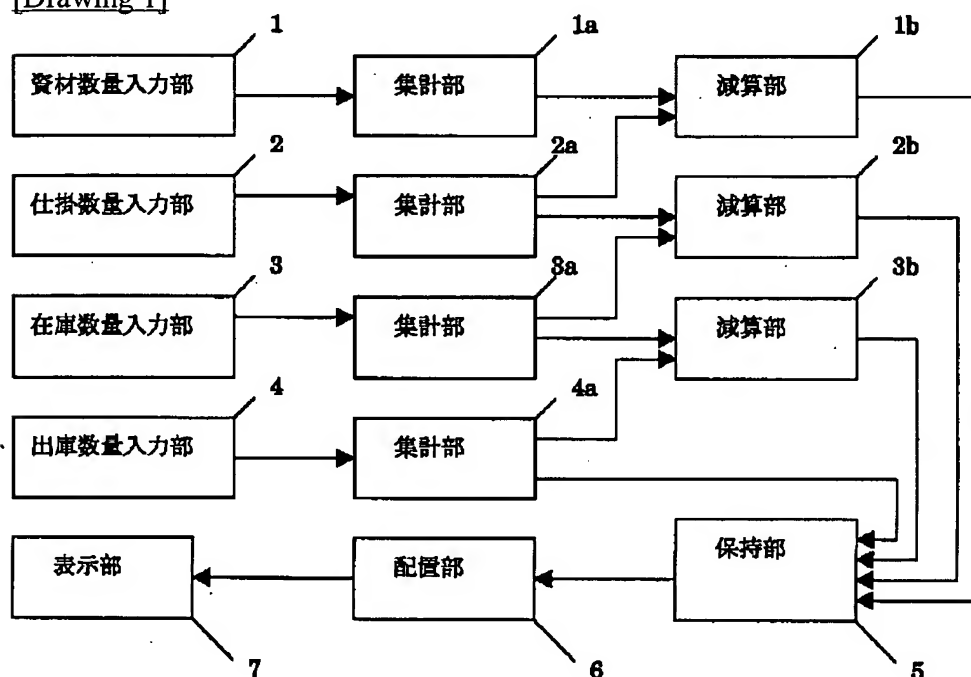 [Drawing 1]
1 1a 1b
資材数量入力部 集計部 減算部
2 2a 2b
仕掛数量入力部 集計部 減算部
3 3a 3b
在庫数量入力部 集計部 減算部
4 4a
出庫数量入力部 集計部
表示部 配置部 保持部
7 6 5